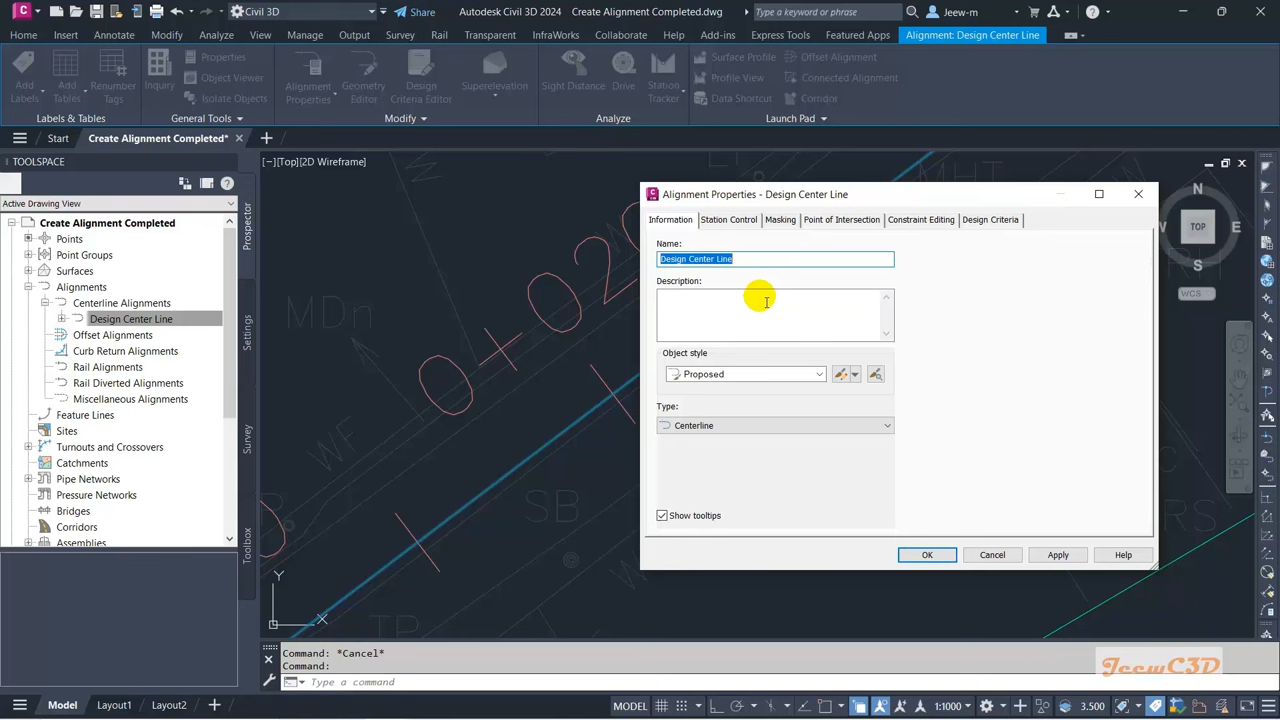 Civil 3D
Share
Autodesk Civil 3D 2024
Create Alignment Completed.dwg
Type a keyword or phrase
Jeew-m
Home Insert Annotate Modify Analyze View Manage Output Survey Rail Transparent InfraWorks Collaborate Help Add-ins Express Tools Featured Apps Alignment: Design Center Line
Add Labels
Add Tables
Renumber Tags
Inquiry
Properties
Object Viewer
Isolate Objects
Alignment Properties
Geometry Editor
Design Criteria Editor
Superelevation
Sight Distance
Drive
Station Tracker
Surface Profile
Profile View
Data Shortcut
Offset Alignment
Connected Alignment
Corridor
Labels & Tables
General Tools
Modify
Analyze
Launch Pad
Start
Create Alignment Completed*
TOOLSPACE
[−][Top][2D Wireframe]
Active Drawing View
Create Alignment Completed
Points
Point Groups
Surfaces
Alignments
Centerline Alignments
Design Center Line
Offset Alignments
Curb Return Alignments
Rail Alignments
Rail Diverted Alignments
Miscellaneous Alignments
Feature Lines
Sites
Turnouts and Crossovers
Catchments
Pipe Networks
Pressure Networks
Bridges
Corridors
Assemblies
Prospector
Settings
Survey
Toolbox
MDn
WF
SB
MHT
0+020
Alignment Properties - Design Center Line
Information Station Control Masking Point of Intersection Constraint Editing Design Criteria
Name:
Design Center Line
Description:
Object style
Proposed
Type:
Centerline
Show tooltips
OK Cancel Apply Help
N
TOP
E
S
W
WCS
Y
X
Command: *Cancel*
Command:
Type a command
JeewC3D
Model Layout1 Layout2
MODEL
1:1000
3.500